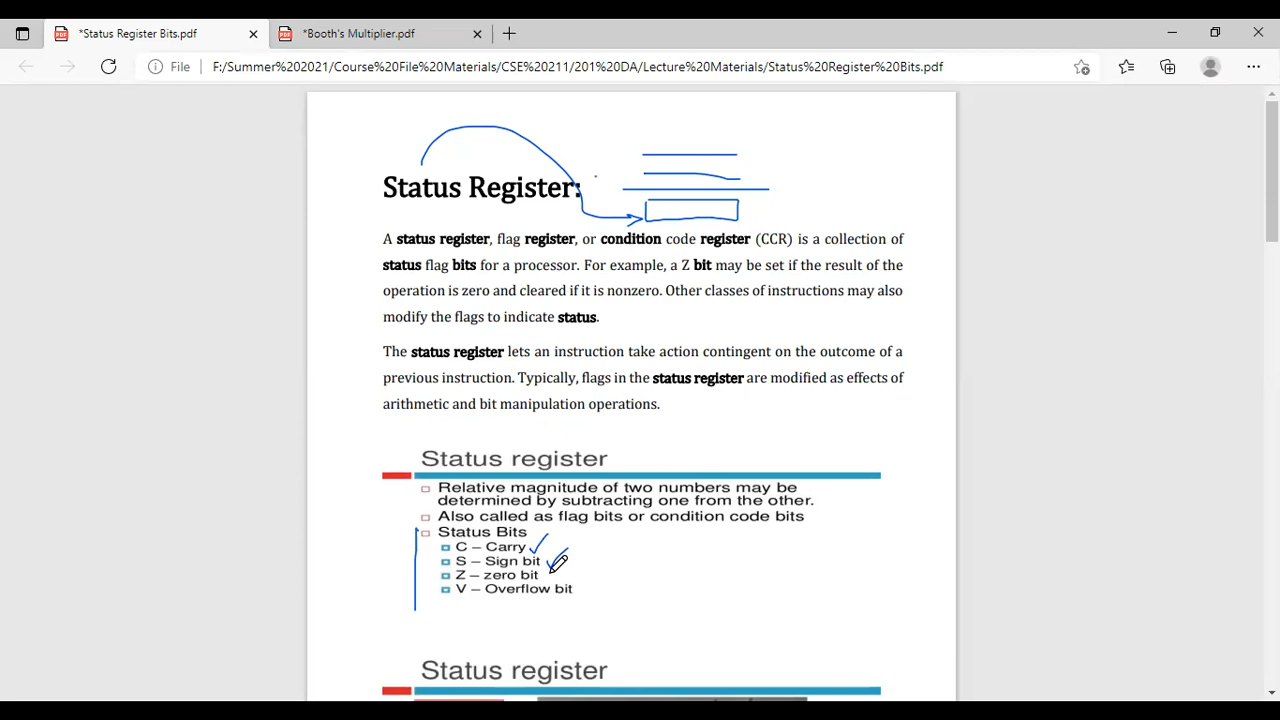 *Status Register Bits.pdf
*Booth's Multiplier.pdf
File
F:/Summer%202021/Course%20File%20Materials/CSE%20211/201%20DA/Lecture%20Materials/Status%20Register%20Bits.pdf
Status Register:
A status register, flag register, or condition code register (CCR) is a collection of
status flag bits for a processor. For example, a Z bit may be set if the result of the
operation is zero and cleared if it is nonzero. Other classes of instructions may also
modify the flags to indicate status.
The status register lets an instruction take action contingent on the outcome of a
previous instruction. Typically, flags in the status register are modified as effects of
arithmetic and bit manipulation operations.
Status register
Relative magnitude of two numbers may be
determined by subtracting one from the other.
Also called as flag bits or condition code bits
Status Bits
C – Carry
S – Sign bit
Z – zero bit
V – Overflow bit
Status register